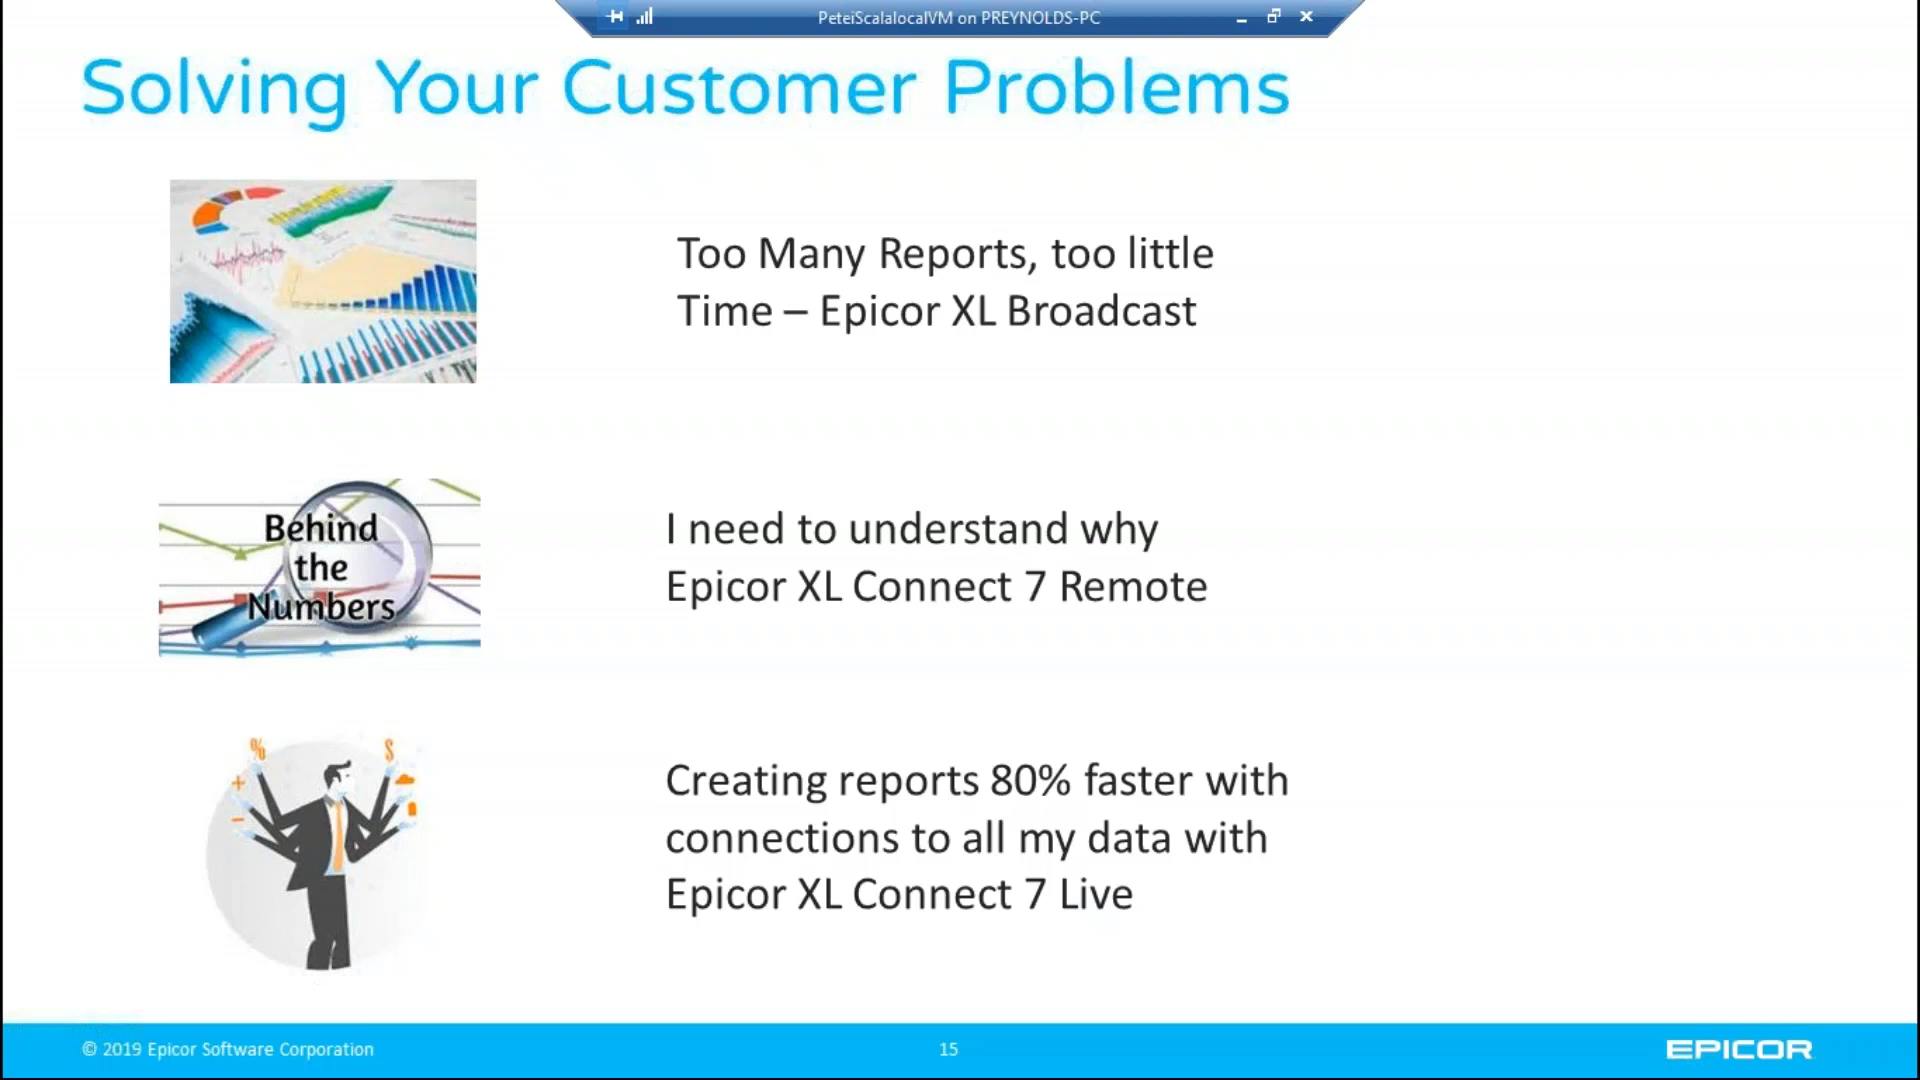 PeteiScalalocalVM on PREYNOLDS-PC
Solving Your Customer Problems
Too Many Reports, too little
Time – Epicor XL Broadcast
Behind
the
Numbers
I need to understand why
Epicor XL Connect 7 Remote
%
$
+
–
Creating reports 80% faster with
connections to all my data with
Epicor XL Connect 7 Live
© 2019 Epicor Software Corporation
15
EPICOR